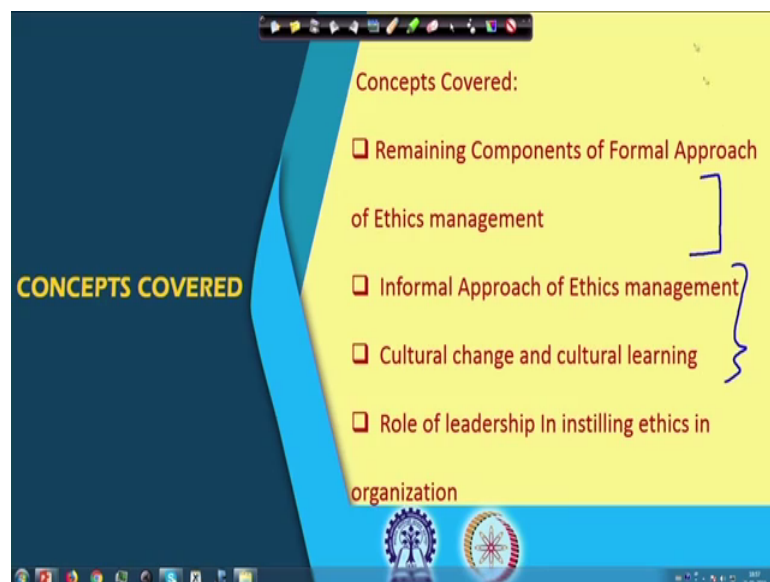 Concepts Covered:
❑ Remaining Components of Formal Approach
of Ethics management
CONCEPTS COVERED
❑ Informal Approach of Ethics management
❑ Cultural change and cultural learning
❑ Role of leadership In instilling ethics in
organization